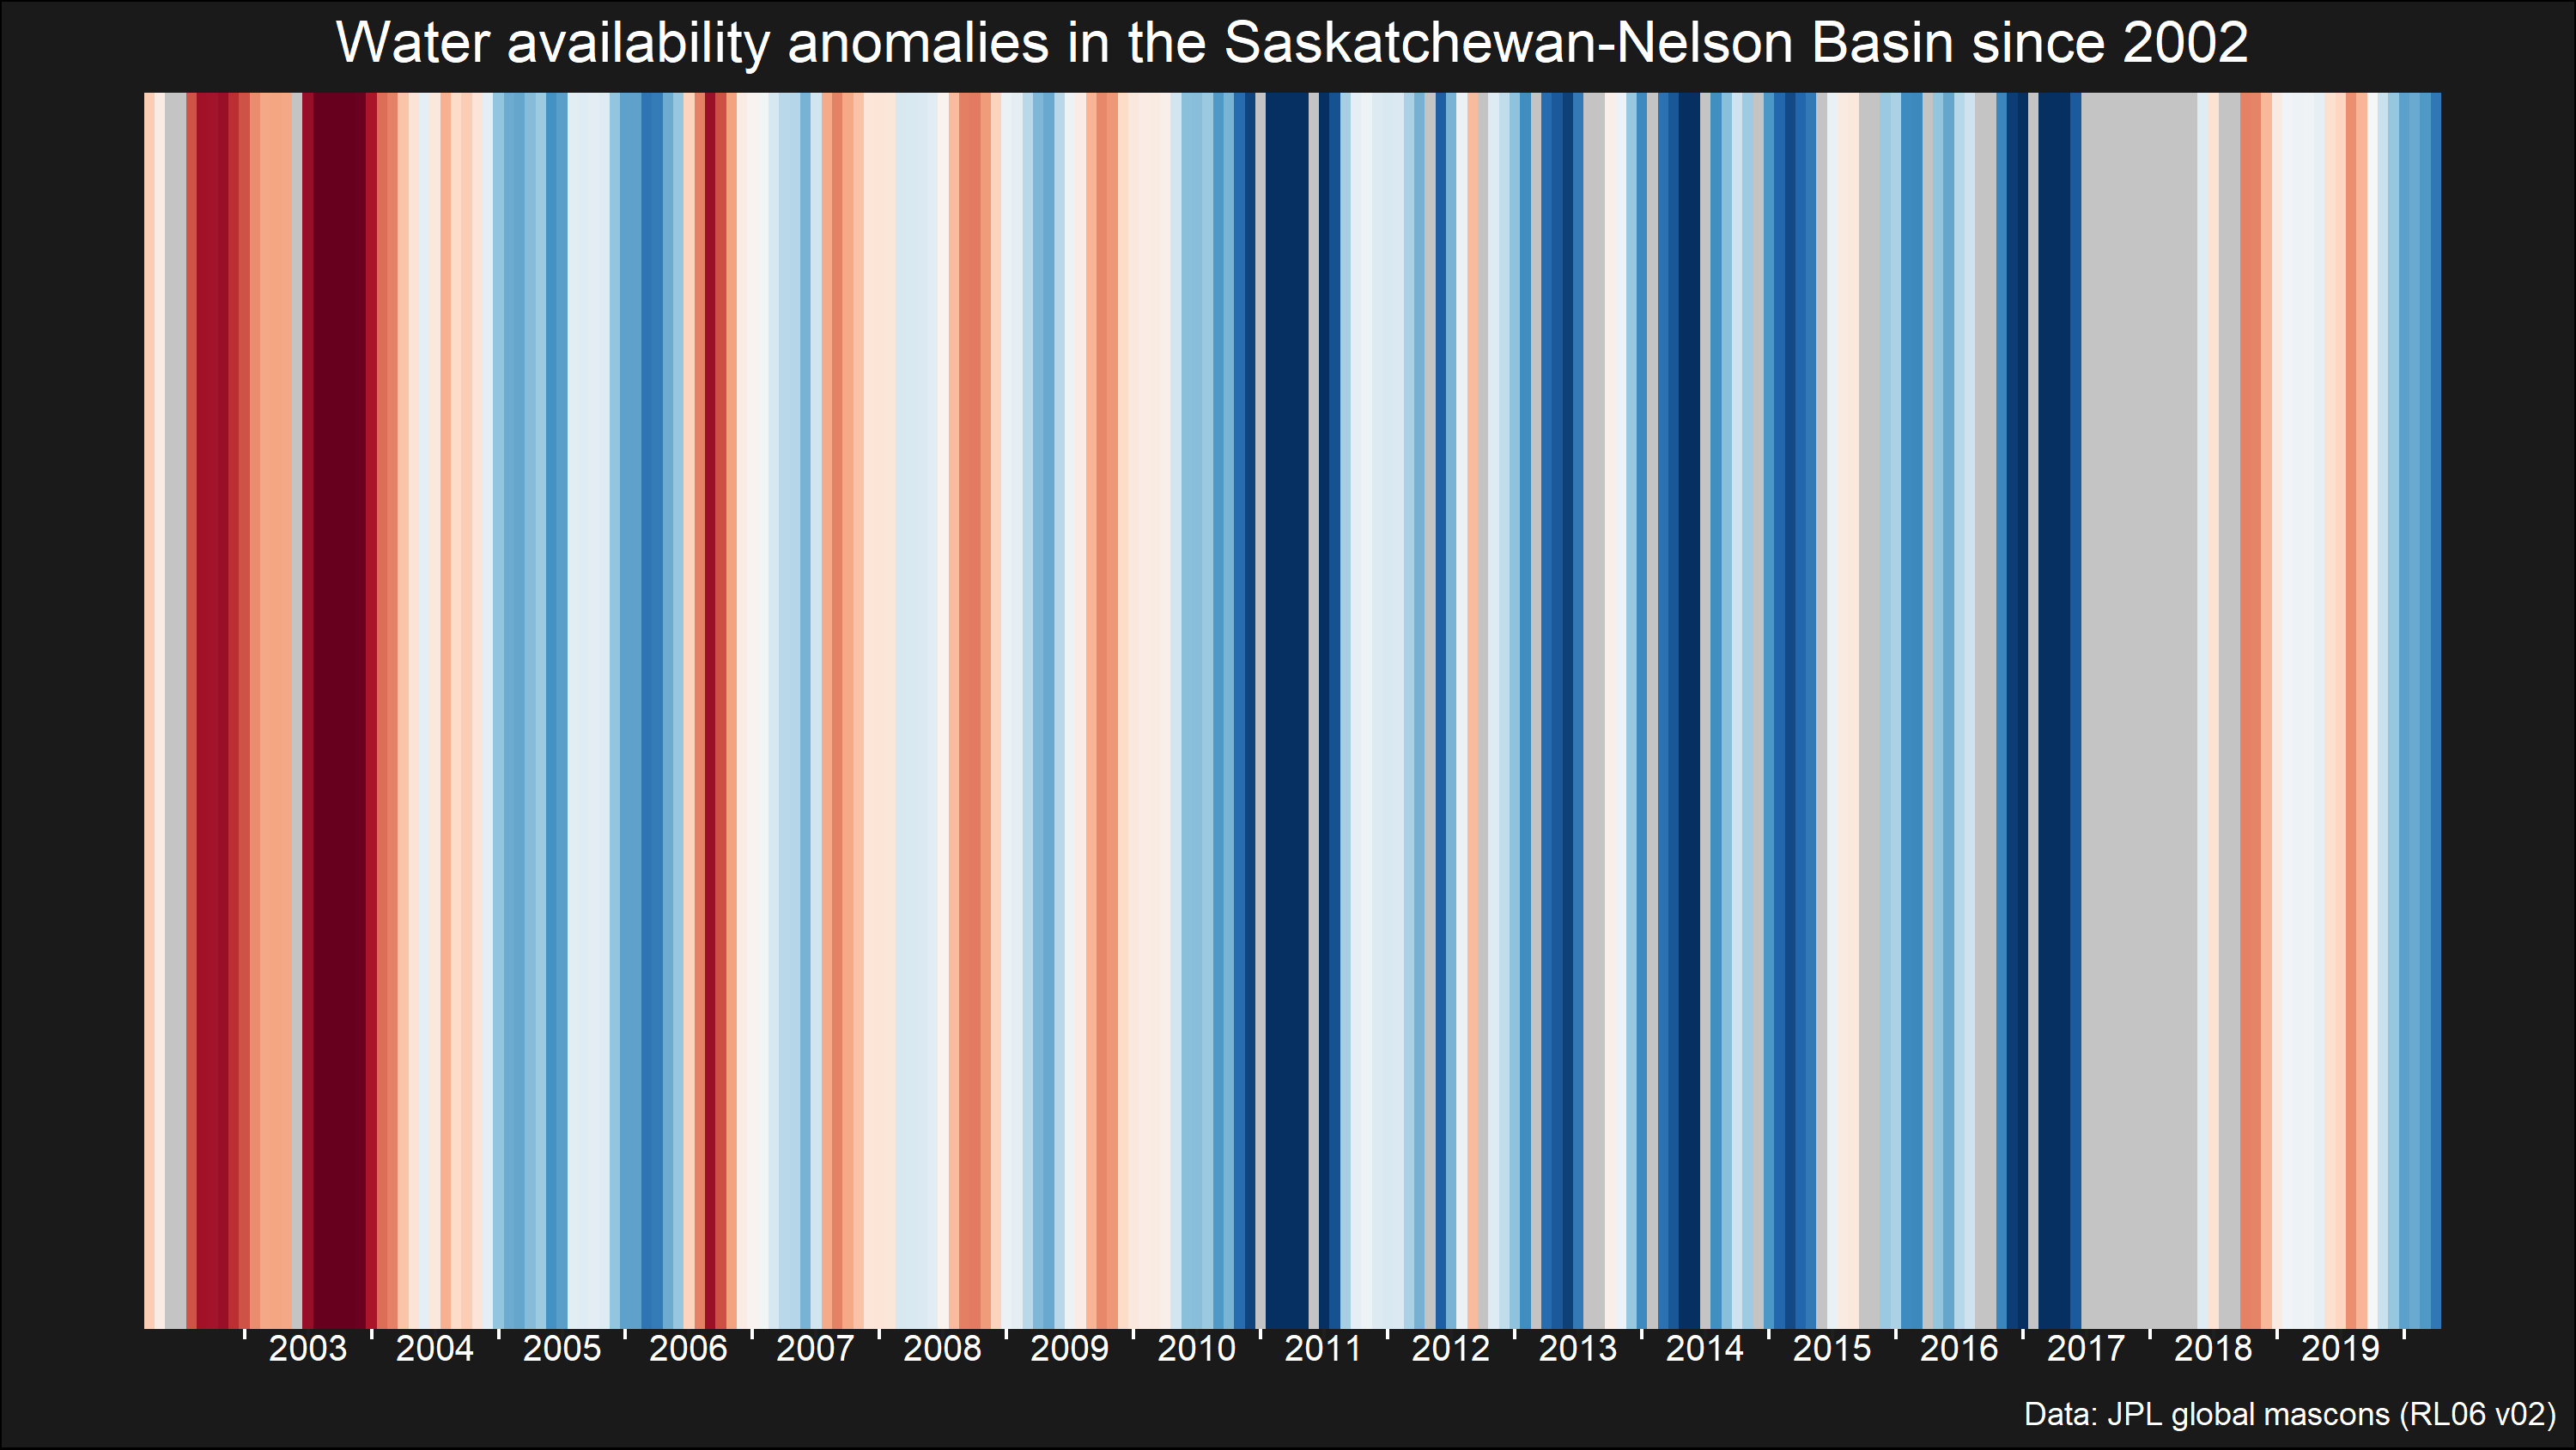 Water availability anomalies in the Saskatchewan-Nelson Basin since 2002
2003 2004 2005 2006 2007 2008 2009 2010 2011 2012 2013 2014 2015 2016 2017 2018 2019
Data: JPL global mascons (RL06 v02)